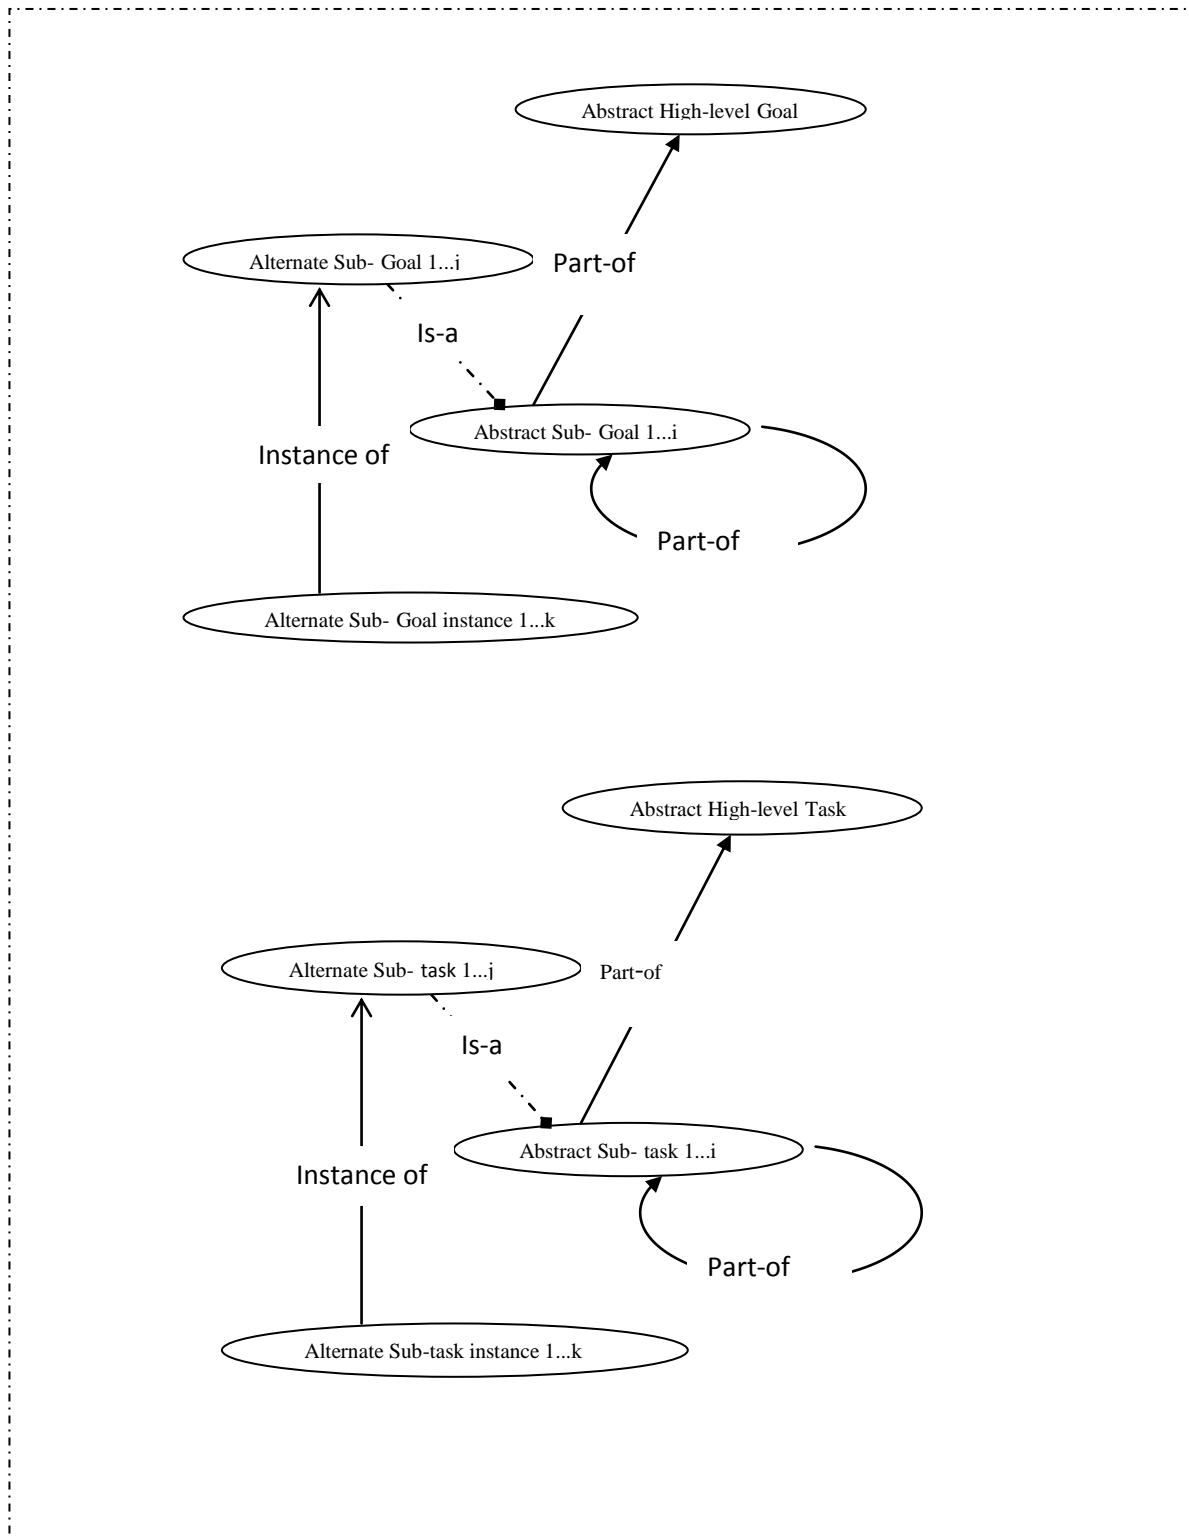 Abstract High-level Goal
Alternate Sub- Goal 1...j
Part-of
Is-a
Abstract Sub- Goal 1...i
Instance of
Part-of
Alternate Sub- Goal instance 1...k
Abstract High-level Task
Alternate Sub- task 1...j
Part-of
Is-a
Abstract Sub- task 1...i
Instance of
Part-of
Alternate Sub-task instance 1...k